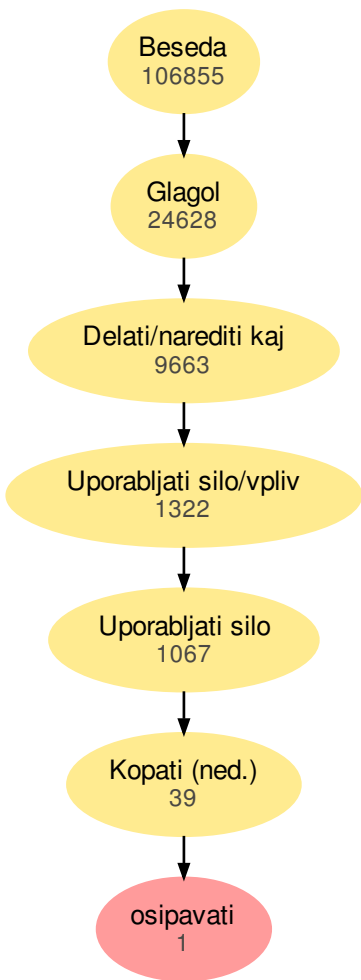 Beseda
106855
Glagol
24628
Delati/narediti kaj
9663
Uporabljati silo/vpliv
1322
Uporabljati silo
1067
Kopati (ned.)
39
osipavati
1